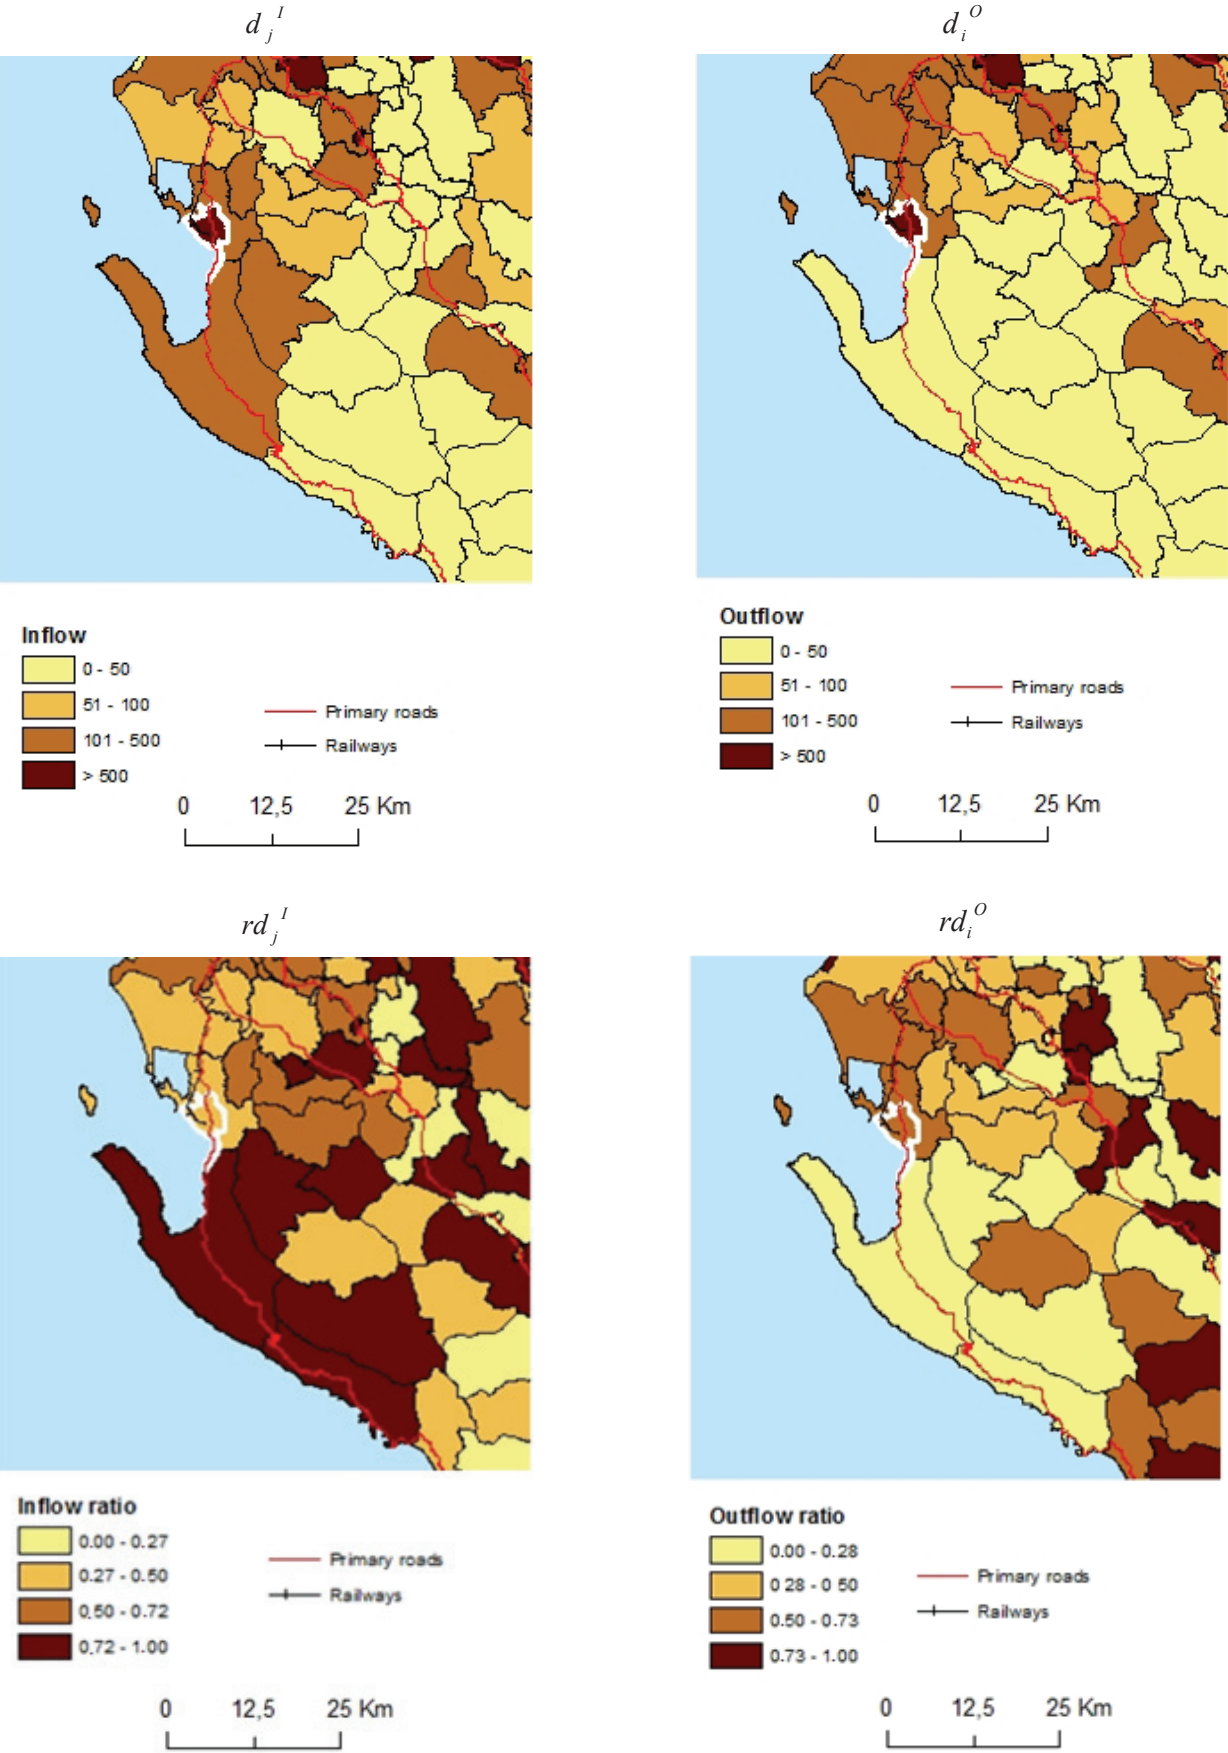 d j I
d i O
Inflow
0 - 50
51 - 100
101 - 500
> 500
Primary roads
Railways
0 12,5 25 Km
Outflow
0 - 50
51 - 100
101 - 500
> 500
Primary roads
Railways
0 12,5 25 Km
rd j I
rd i O
Inflow ratio
0.00 - 0.27
0.27 - 0.50
0.50 - 0.72
0.72 - 1.00
Primary roads
Railways
0 12,5 25 Km
Outflow ratio
0.00 - 0.28
0 28 - 0 50
0.50 - 0.73
0.73 - 1.00
Primary roads
Railways
0 12,5 25 Km